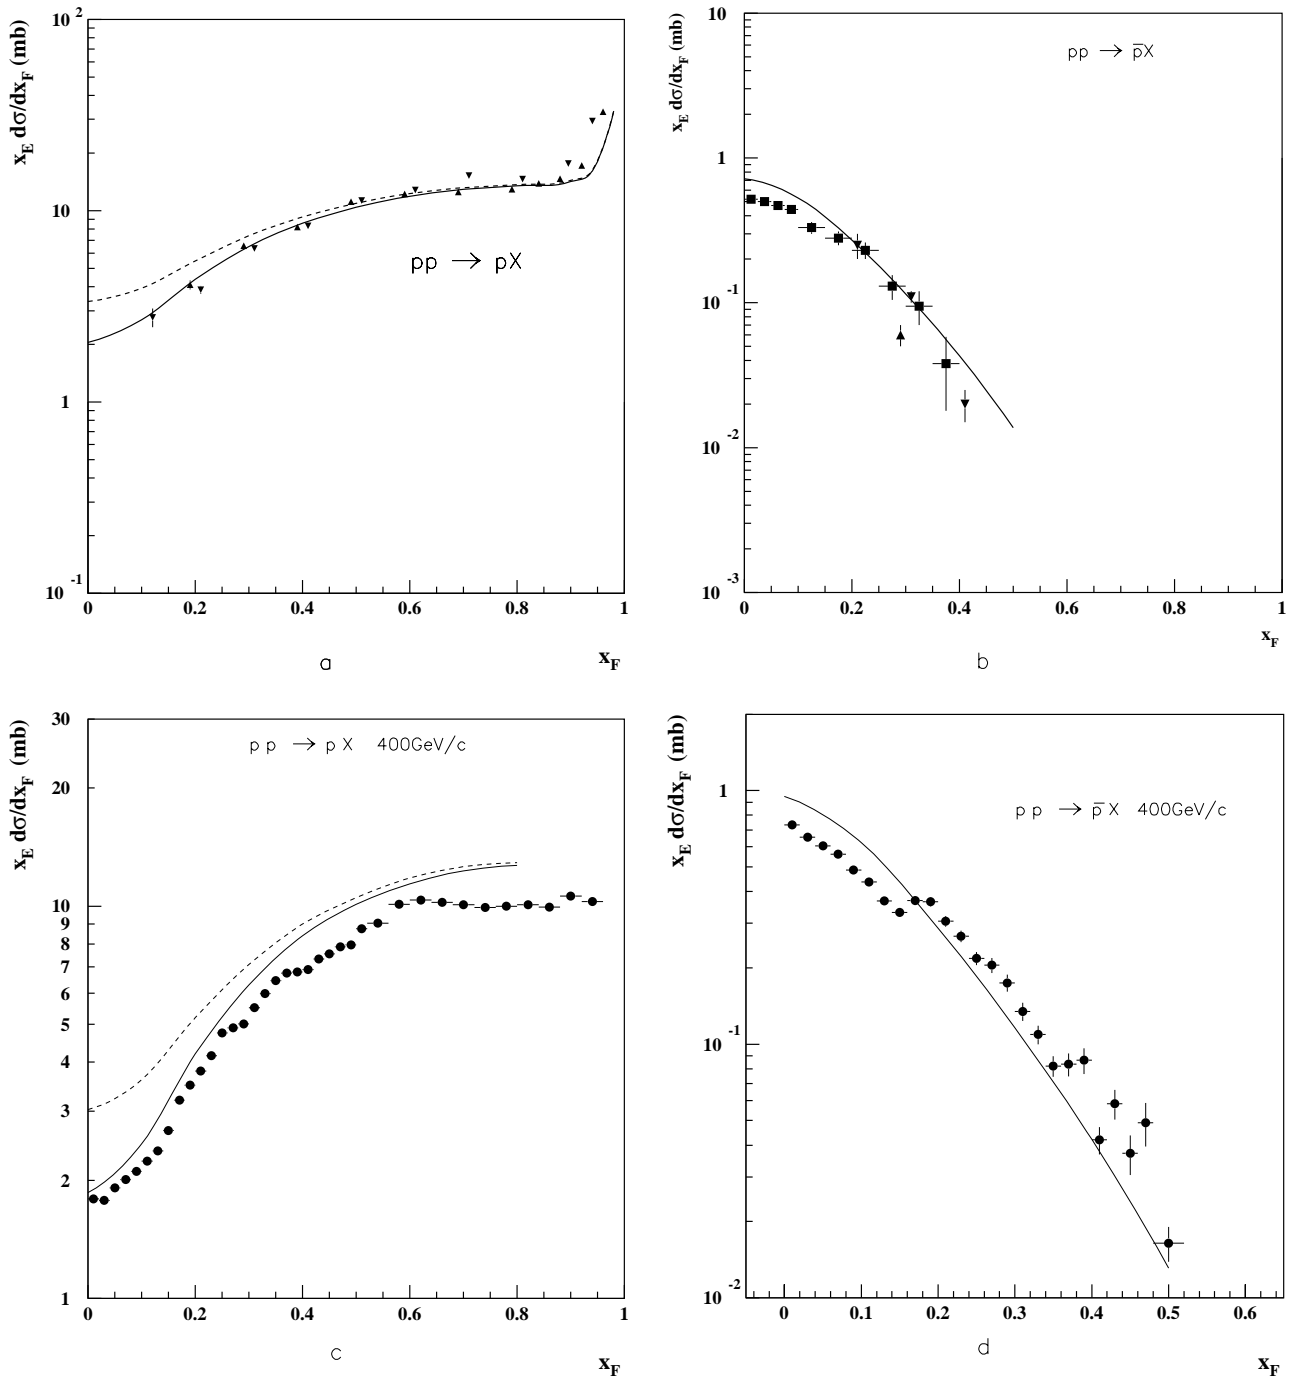 x_E dσ/dx_F (mb)
10^2
10
1
10^-1
pp → pX
0 0.2 0.4 0.6 0.8 1
x_F
a
x_E dσ/dx_F (mb)
10
1
10^-1
10^-2
10^-3
pp → p̅X
0 0.2 0.4 0.6 0.8 1
x_F
b
x_E dσ/dx_F (mb)
30
20
10
9
8
7
6
5
4
3
2
1
p p → p X 400GeV/c
0 0.2 0.4 0.6 0.8 1
x_F
c
x_E dσ/dx_F (mb)
1
10^-1
10^-2
p p → p̅ X 400GeV/c
0 0.1 0.2 0.3 0.4 0.5 0.6
x_F
d